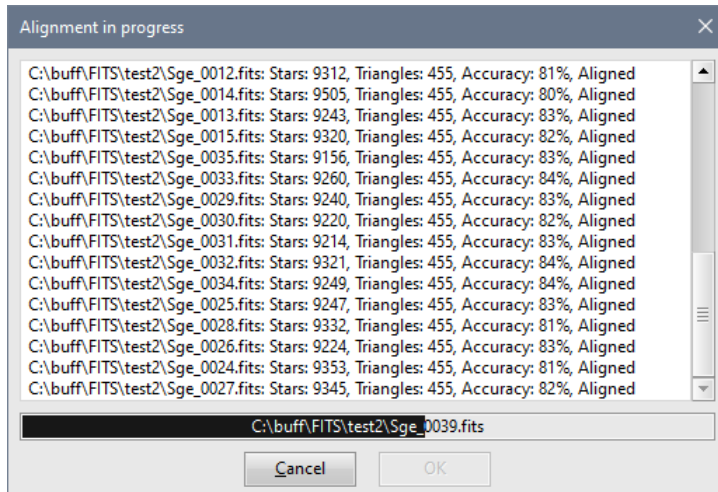 Alignment in progress
C:\buff\FITS\test2\Sge_0012.fits: Stars: 9312, Triangles: 455, Accuracy: 81%, Aligned
C:\buff\FITS\test2\Sge_0014.fits: Stars: 9505, Triangles: 455, Accuracy: 80%, Aligned
C:\buff\FITS\test2\Sge_0013.fits: Stars: 9243, Triangles: 455, Accuracy: 83%, Aligned
C:\buff\FITS\test2\Sge_0015.fits: Stars: 9320, Triangles: 455, Accuracy: 82%, Aligned
C:\buff\FITS\test2\Sge_0035.fits: Stars: 9156, Triangles: 455, Accuracy: 83%, Aligned
C:\buff\FITS\test2\Sge_0033.fits: Stars: 9260, Triangles: 455, Accuracy: 84%, Aligned
C:\buff\FITS\test2\Sge_0029.fits: Stars: 9240, Triangles: 455, Accuracy: 83%, Aligned
C:\buff\FITS\test2\Sge_0030.fits: Stars: 9220, Triangles: 455, Accuracy: 82%, Aligned
C:\buff\FITS\test2\Sge_0031.fits: Stars: 9214, Triangles: 455, Accuracy: 83%, Aligned
C:\buff\FITS\test2\Sge_0032.fits: Stars: 9321, Triangles: 455, Accuracy: 84%, Aligned
C:\buff\FITS\test2\Sge_0034.fits: Stars: 9249, Triangles: 455, Accuracy: 84%, Aligned
C:\buff\FITS\test2\Sge_0025.fits: Stars: 9247, Triangles: 455, Accuracy: 83%, Aligned
C:\buff\FITS\test2\Sge_0028.fits: Stars: 9332, Triangles: 455, Accuracy: 81%, Aligned
C:\buff\FITS\test2\Sge_0026.fits: Stars: 9224, Triangles: 455, Accuracy: 83%, Aligned
C:\buff\FITS\test2\Sge_0024.fits: Stars: 9353, Triangles: 455, Accuracy: 81%, Aligned
C:\buff\FITS\test2\Sge_0027.fits: Stars: 9345, Triangles: 455, Accuracy: 82%, Aligned
C:\buff\FITS\test2\Sge_0039.fits
Cancel OK